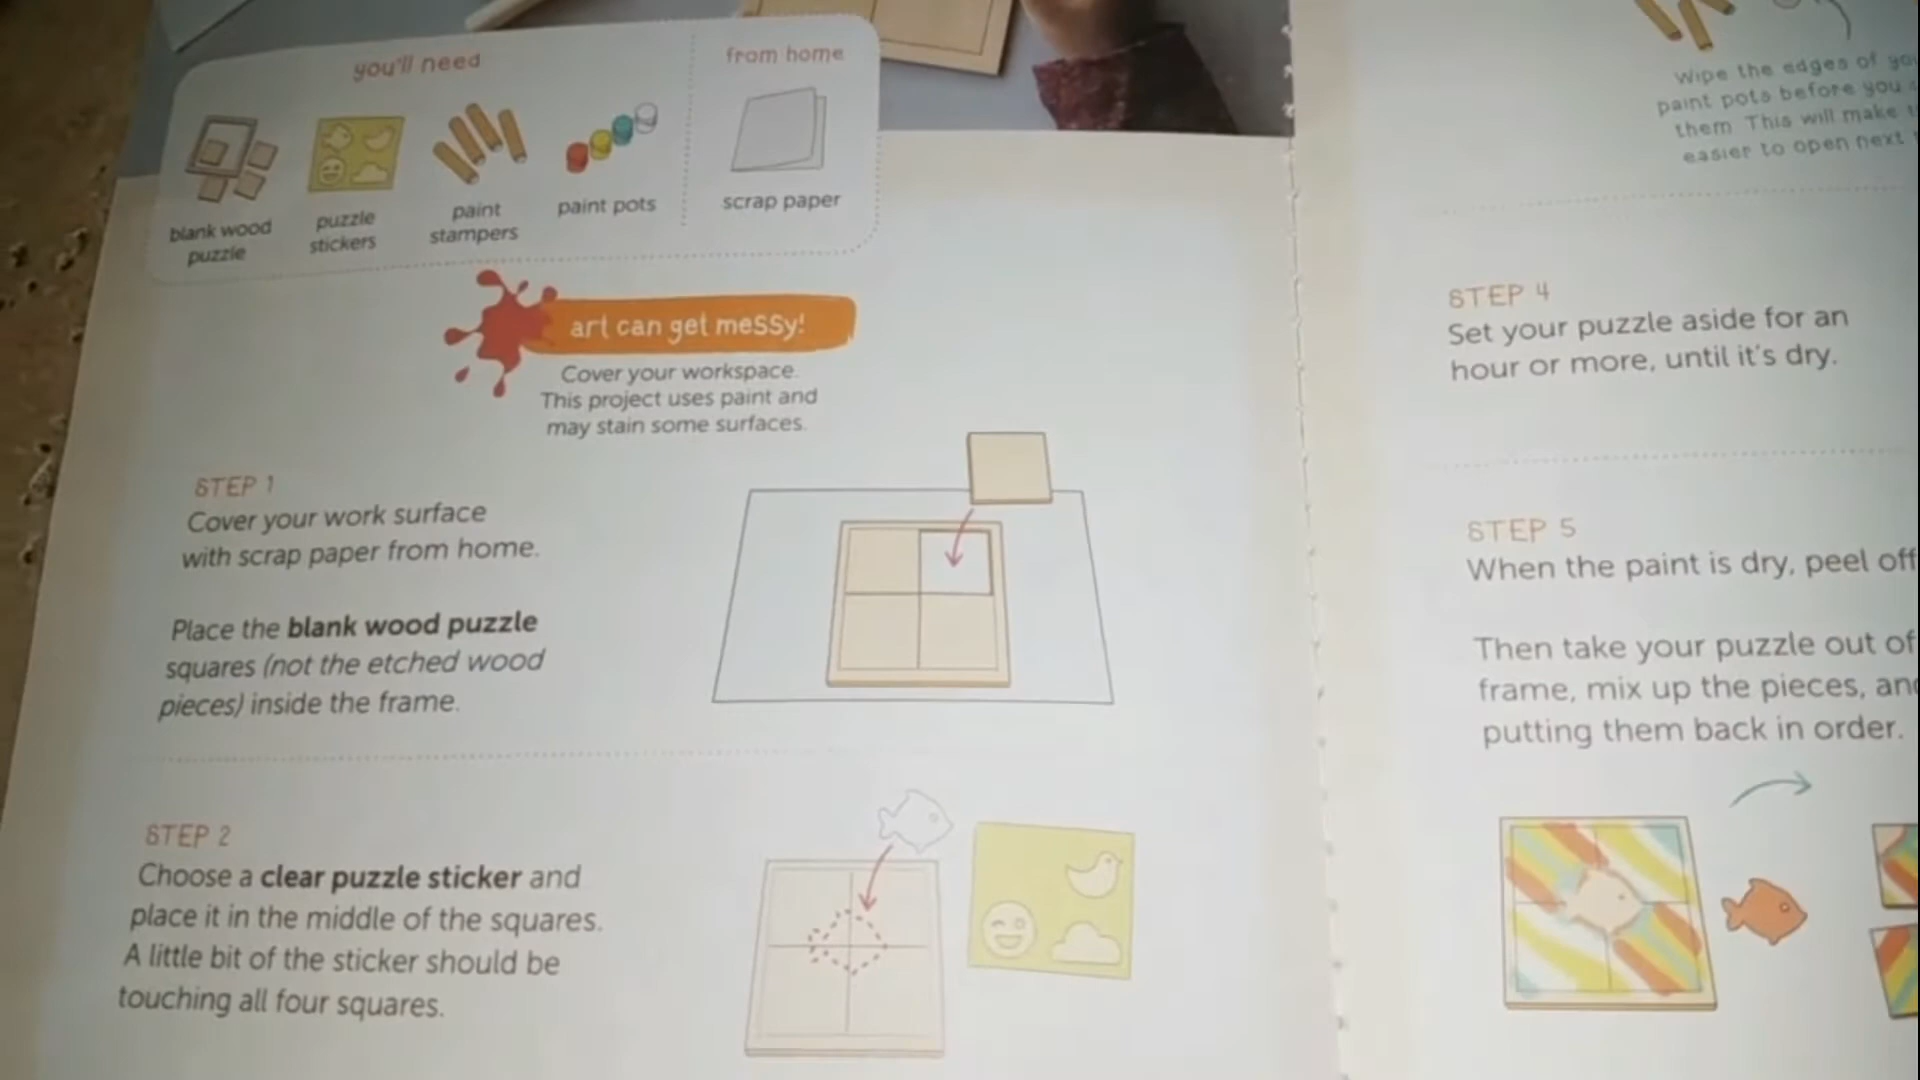 you'll need
from home
blank wood
puzzle
puzzle
stickers
paint
stampers
paint pots
scrap paper
art can get messy!
Cover your workspace.
This project uses paint and
may stain some surfaces.
STEP 1
Cover your work surface
with scrap paper from home.
Place the blank wood puzzle
squares (not the etched wood
pieces) inside the frame.
STEP 2
Choose a clear puzzle sticker and
place it in the middle of the squares.
A little bit of the sticker should be
touching all four squares.
Wipe the edges of
paint pots before you
them. This will make
easier to open next
STEP 4
Set your puzzle aside for an
hour or more, until it's dry.
STEP 5
When the paint is dry, peel off
Then take your puzzle out of
frame, mix up the pieces,
putting them back in order.